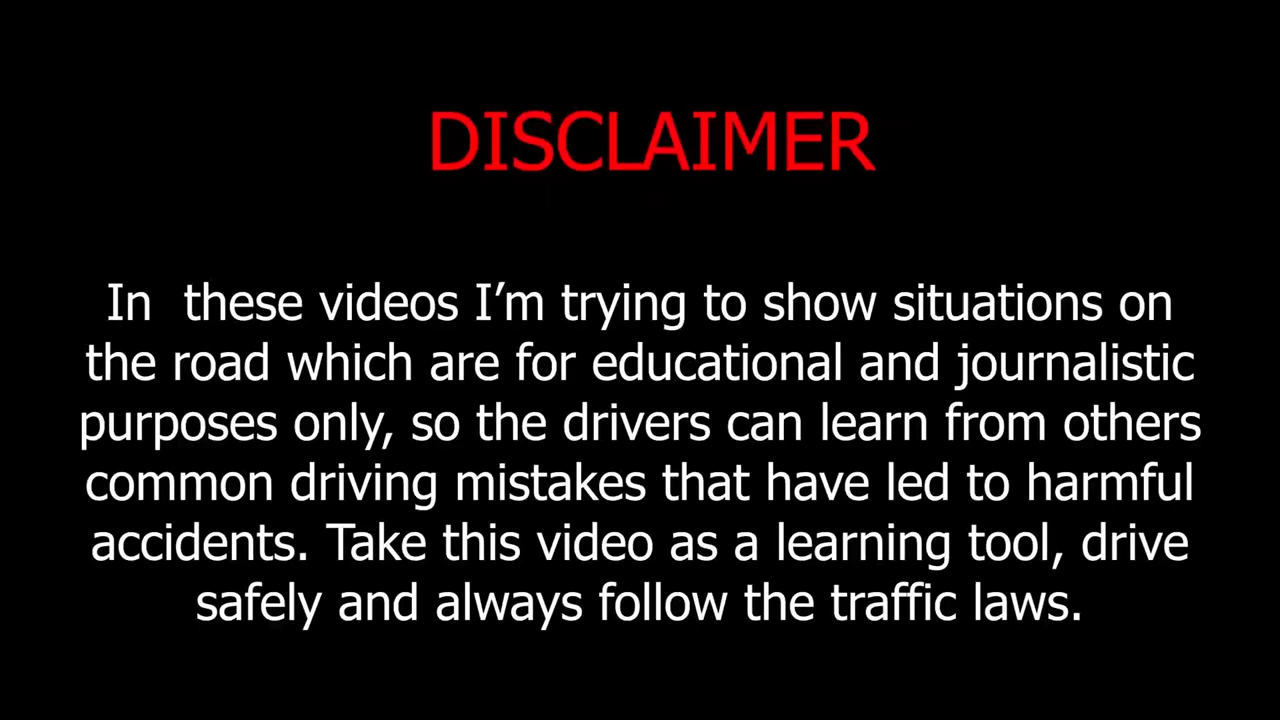 DISCLAIMER
In  these videos I’m trying to show situations on
the road which are for educational and journalistic
purposes only, so the drivers can learn from others
common driving mistakes that have led to harmful
accidents. Take this video as a learning tool, drive
safely and always follow the traffic laws.